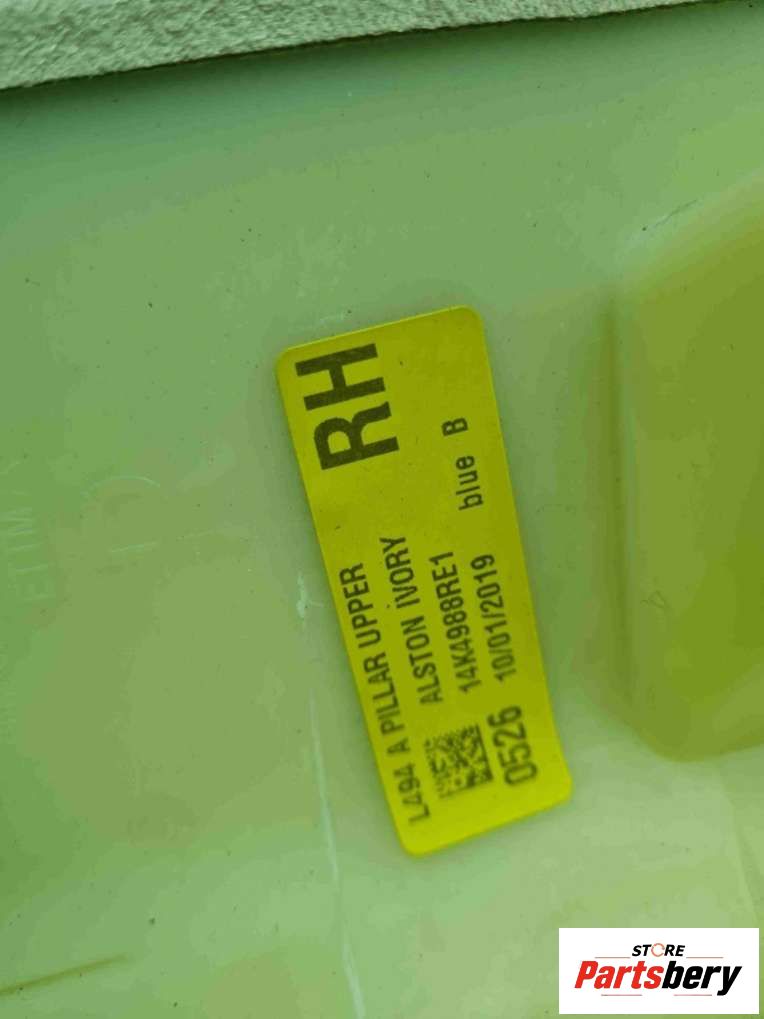 RH
L494 A PILLAR UPPER
ALSTON IVORY
14K4988RE1
0526 10/01/2019 blue B
STORE
Partsbery